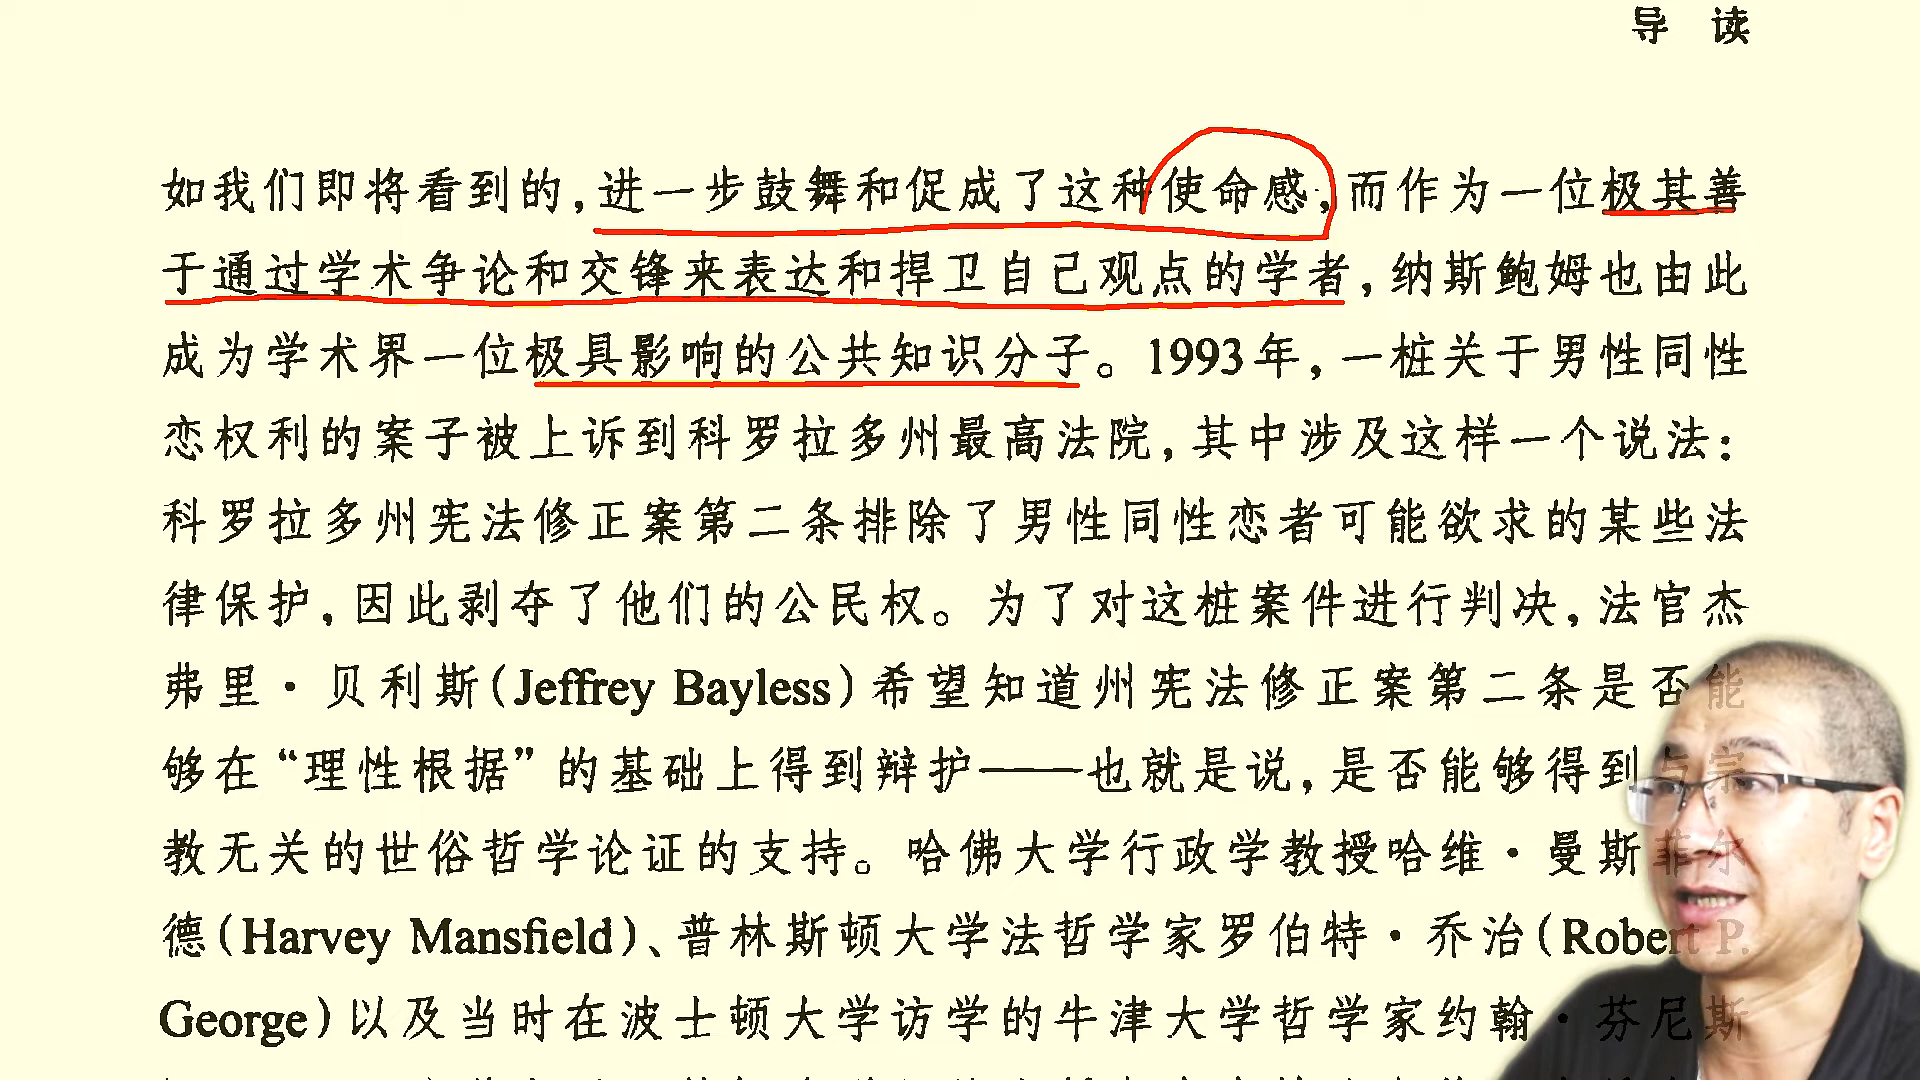 导 读
如我们即将看到的,进一步鼓舞和促成了这种使命感,而作为一位极其善
于通过学术争论和交锋来表达和捍卫自己观点的学者,纳斯鲍姆也由此
成为学术界一位极具影响的公共知识分子。1993年,一桩关于男性同性
恋权利的案子被上诉到科罗拉多州最高法院,其中涉及这样一个说法:
科罗拉多州宪法修正案第二条排除了男性同性恋者可能欲求的某些法
律保护,因此剥夺了他们的公民权。为了对这桩案件进行判决,法官杰
弗里·贝利斯(Jeffrey Bayless)希望知道州宪法修正案第二条是否能
够在“理性根据”的基础上得到辩护——也就是说,是否能够得到与宗
教无关的世俗哲学论证的支持。哈佛大学行政学教授哈维·曼斯菲尔
德(Harvey Mansfield)、普林斯顿大学法哲学家罗伯特·乔治(Robert P.
George)以及当时在波士顿大学访学的牛津大学哲学家约翰·芬尼斯